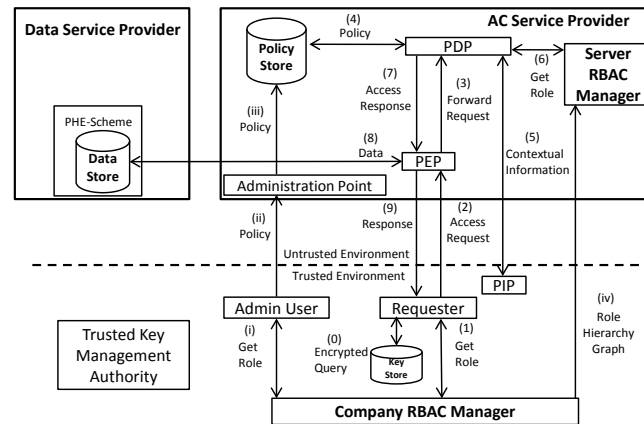 Data Service Provider
AC Service Provider
Policy
Store
(4)
Policy
PDP
(6)
Get
Role
Server
RBAC
Manager
(7)
Access
Response
(3)
Forward
Request
(iii)
Policy
PHE-Scheme
Data
Store
(8)
Data
PEP
(5)
Contextual
Information
Administration Point
(ii)
Policy
(9)
Response
(2)
Access
Request
Untrusted Environment
Trusted Environment
PIP
Admin User
Requester
(iv)
Role
Hierarchy
Graph
Trusted Key
Management
Authority
(i)
Get
Role
(0)
Encrypted
Query
Key
Store
(1)
Get
Role
Company RBAC Manager